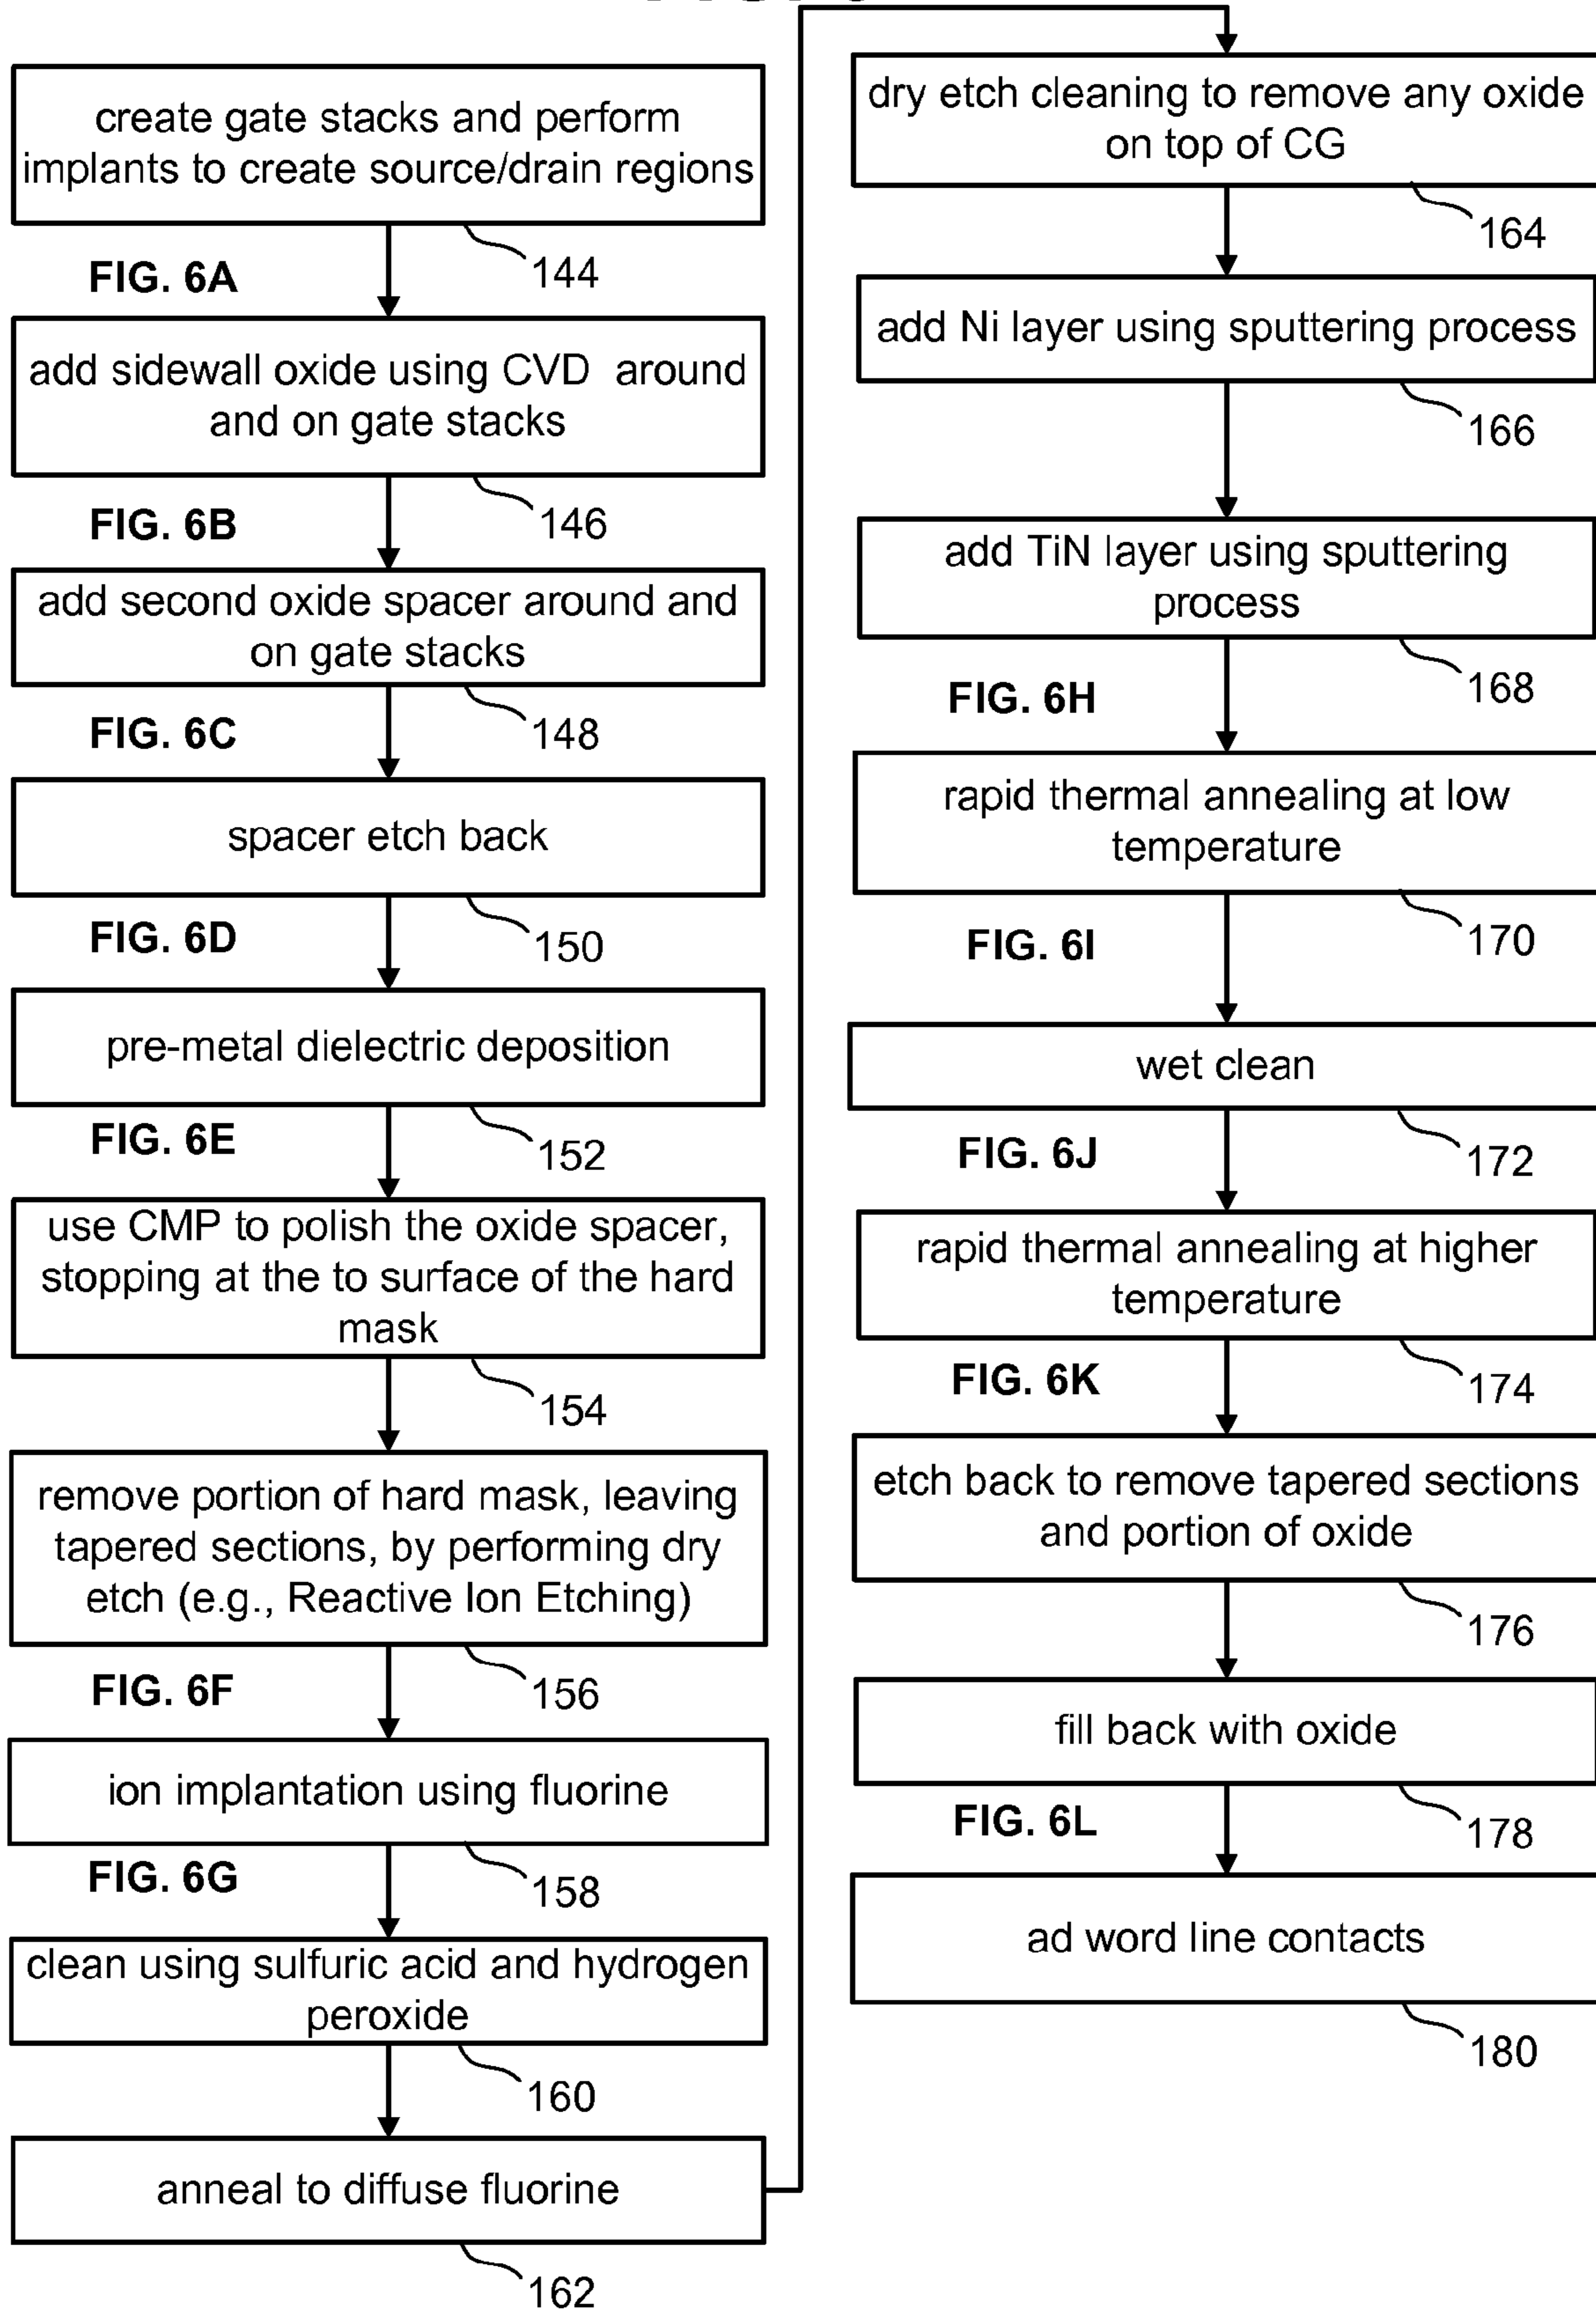 create gate stacks and perform
implants to create source/drain regions
144
FIG. 6A
add sidewall oxide using CVD around
and on gate stacks
146
FIG. 6B
add second oxide spacer around and
on gate stacks
148
FIG. 6C
spacer etch back
150
FIG. 6D
pre-metal dielectric deposition
152
FIG. 6E
use CMP to polish the oxide spacer,
stopping at the to surface of the hard
mask
154
remove portion of hard mask, leaving
tapered sections, by performing dry
etch (e.g., Reactive Ion Etching)
156
FIG. 6F
ion implantation using fluorine
158
FIG. 6G
clean using sulfuric acid and hydrogen
peroxide
160
anneal to diffuse fluorine
162
dry etch cleaning to remove any oxide
on top of CG
164
add Ni layer using sputtering process
166
add TiN layer using sputtering
process
168
FIG. 6H
rapid thermal annealing at low
temperature
170
FIG. 6I
wet clean
172
FIG. 6J
rapid thermal annealing at higher
temperature
174
FIG. 6K
etch back to remove tapered sections
and portion of oxide
176
fill back with oxide
178
FIG. 6L
ad word line contacts
180